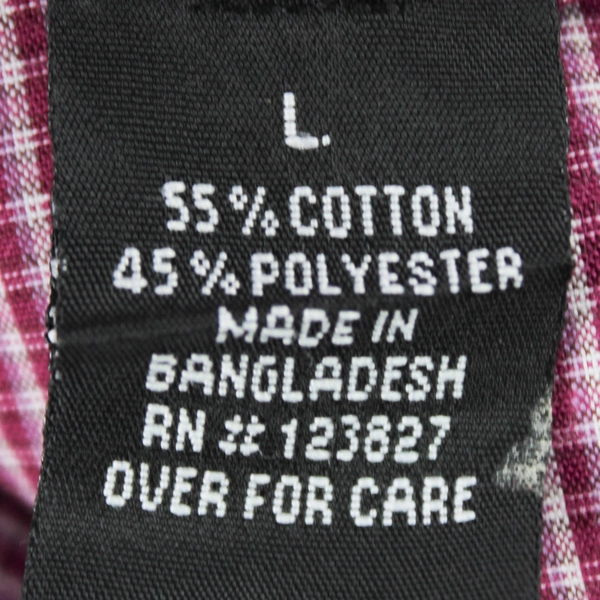 L.
55% COTTON
45% POLYESTER
MADE IN
BANGLADESH
RN # 123827
OVER FOR CARE